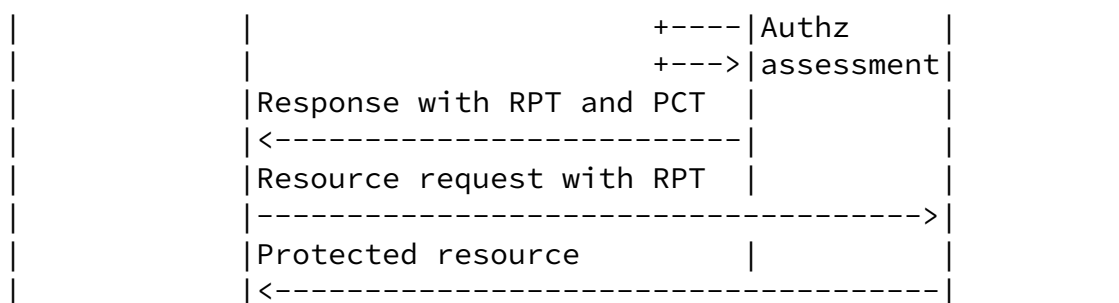 |             |                      +----|Authz     |
|             |                      +--->|assessment|
|             |Response with RPT and PCT  |          |
|             |<--------------------------|          |
|             |Resource request with RPT  |          |
|             |------------------------------------->|
|             |Protected resource         |          |
|             |<-------------------------------------|